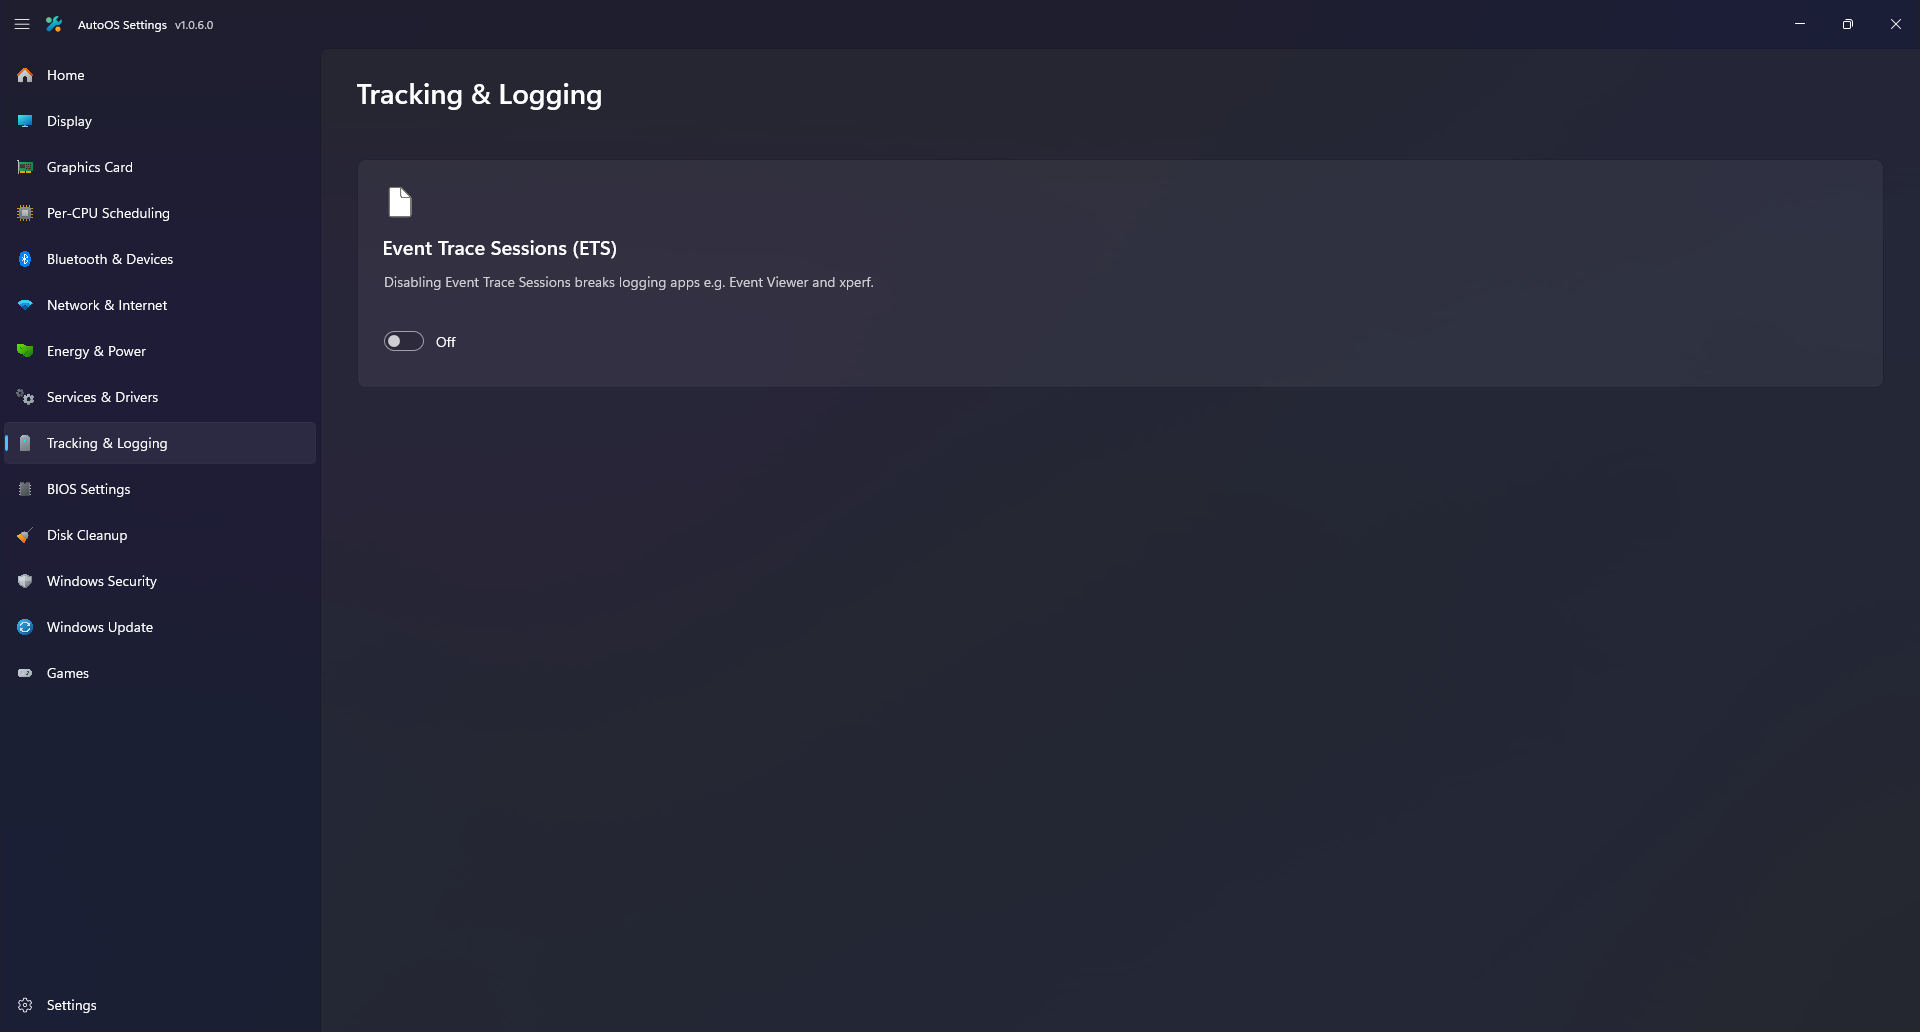 AutoOS Settings v1.0.6.0
Home
Display
Graphics Card
Per-CPU Scheduling
Bluetooth & Devices
Network & Internet
Energy & Power
Services & Drivers
Tracking & Logging
BIOS Settings
Disk Cleanup
Windows Security
Windows Update
Games
Settings
Tracking & Logging
Event Trace Sessions (ETS)
Disabling Event Trace Sessions breaks logging apps e.g. Event Viewer and xperf.
Off